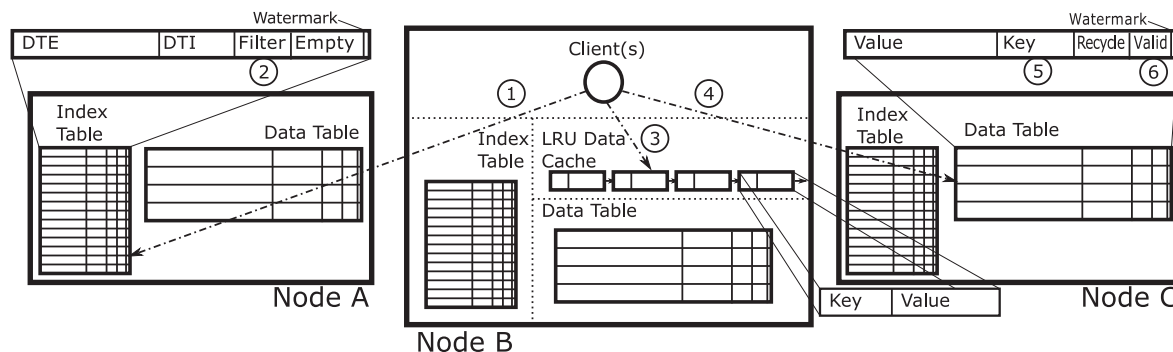 Watermark
DTE DTI Filter Empty
2
Index
Table
Data Table
Node A
Client(s)
1
4
3
Index
Table
LRU Data
Cache
Data Table
Node B
Key Value
Watermark
Value Key Recycle Valid
5 6
Index
Table
Data Table
Node C